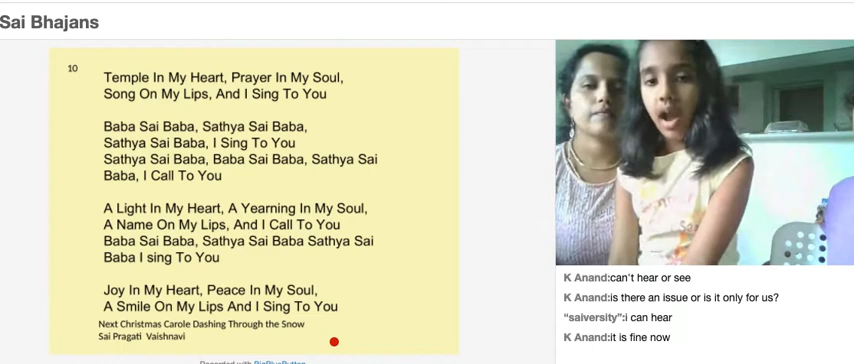 Sai Bhajans
10
Temple In My Heart, Prayer In My Soul,
Song On My Lips, And I Sing To You
Baba Sai Baba, Sathya Sai Baba,
Sathya Sai Baba, I Sing To You
Sathya Sai Baba, Baba Sai Baba, Sathya Sai
Baba, I Call To You
A Light In My Heart, A Yearning In My Soul,
A Name On My Lips, And I Call To You
Baba Sai Baba, Sathya Sai Baba Sathya Sai
Baba I sing To You
Joy In My Heart, Peace In My Soul,
A Smile On My Lips And I Sing To You
Next Christmas Carole Dashing Through the Snow
Sai Pragati Vaishnavi
Recorded with BigBlueButton
K Anand:can't hear or see
K Anand:is there an issue or is it only for us?
"saiversity":i can hear
K Anand:it is fine now